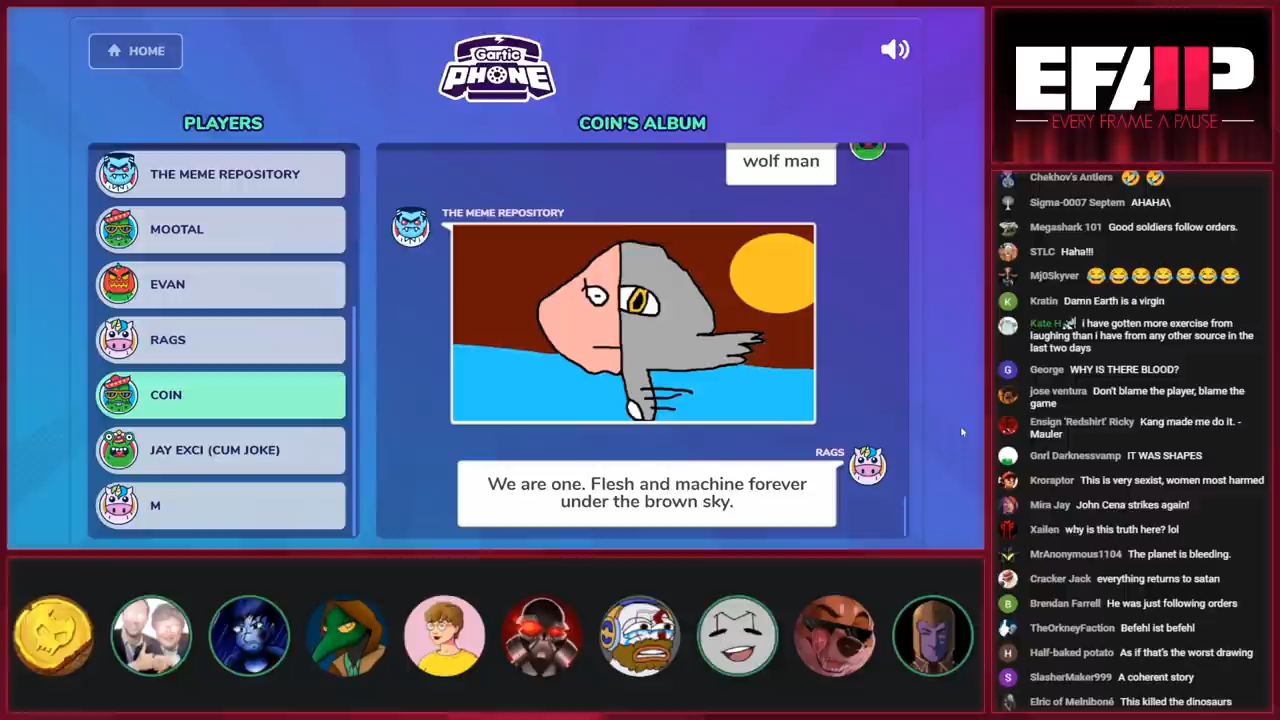 HOME
Gartic
PHONE
PLAYERS
COIN'S ALBUM
THE MEME REPOSITORY
MOOTAL
EVAN
RAGS
COIN
JAY EXCI (CUM JOKE)
M
wolf man
THE MEME REPOSITORY
RAGS
We are one. Flesh and machine forever
under the brown sky.
EFAP
EVERY FRAME A PAUSE
Chekhov's Antlers 🤣 🤣
Sigma-0007 Septem AHAHA\
Megashark 101 Good soldiers follow orders.
STLC Haha!!!
Mj0Skyver 😂😂😂😂😂😂😂
K Kratin Damn Earth is a virgin
Kate H i have gotten more exercise from
laughing than i have from any other source in the
last two days
G George WHY IS THERE BLOOD?
jose ventura Don't blame the player, blame the
game
Ensign 'Redshirt' Ricky Kang made me do it. -
Mauler
Gnrl Darknessvamp IT WAS SHAPES
Kroraptor This is very sexist, women most harmed
Mira Jay John Cena strikes again!
Xailen why is this truth here? lol
MrAnonymous1104 The planet is bleeding.
Cracker Jack everything returns to satan
B Brendan Farrell He was just following orders
TheOrkneyFaction Befehl ist befehl
H Half-baked potato As if that's the worst drawing
S SlasherMaker999 A coherent story
Elric of Melniboné This killed the dinosaurs